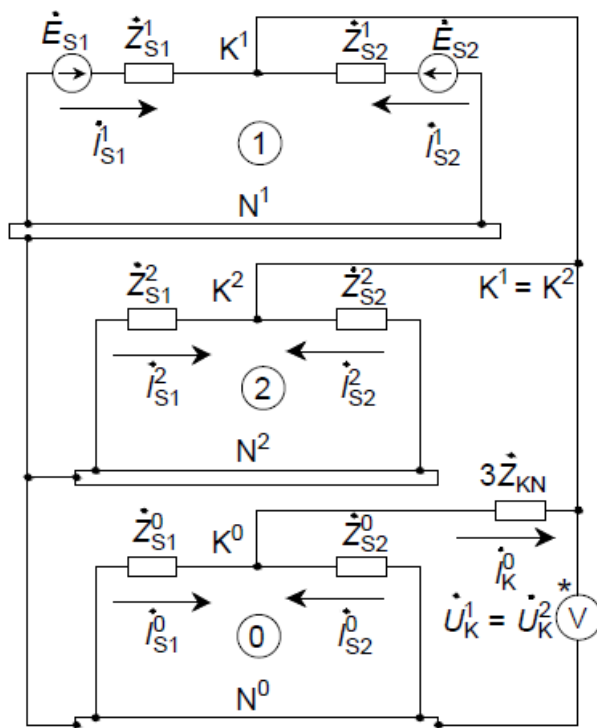 Ė_S1 Ż¹_S1 K¹ Ż¹_S2 Ė_S2
İ¹_S1 1 İ¹_S2
N¹
Ż²_S1 K² Ż²_S2 K¹ = K²
İ²_S1 2 İ²_S2
N² 3Ż_KN
Ż⁰_S1 K⁰ Ż⁰_S2
İ⁰_K
İ⁰_S1 0 İ⁰_S2 U̇¹_K = U̇²_K * V
N⁰